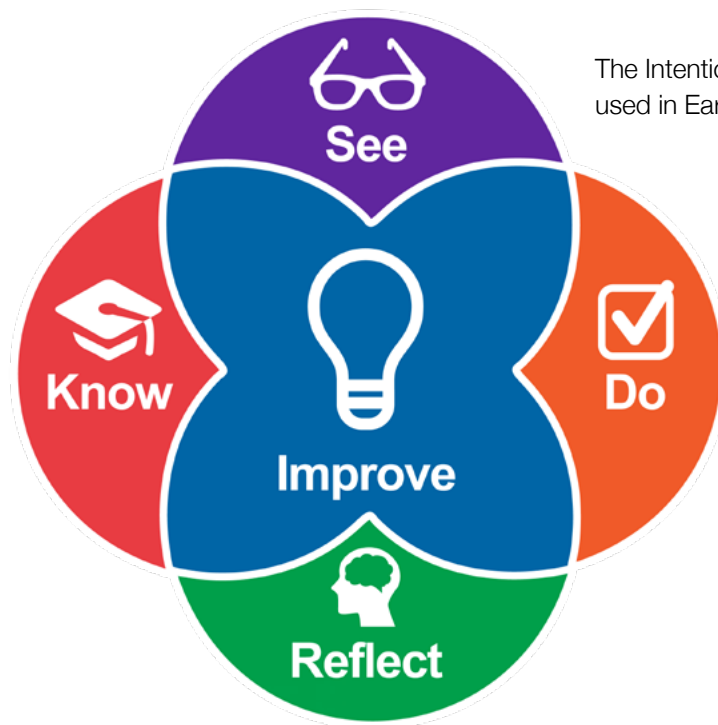 The Intentio
used in Ear
See
Know
Do
Improve
Reflect